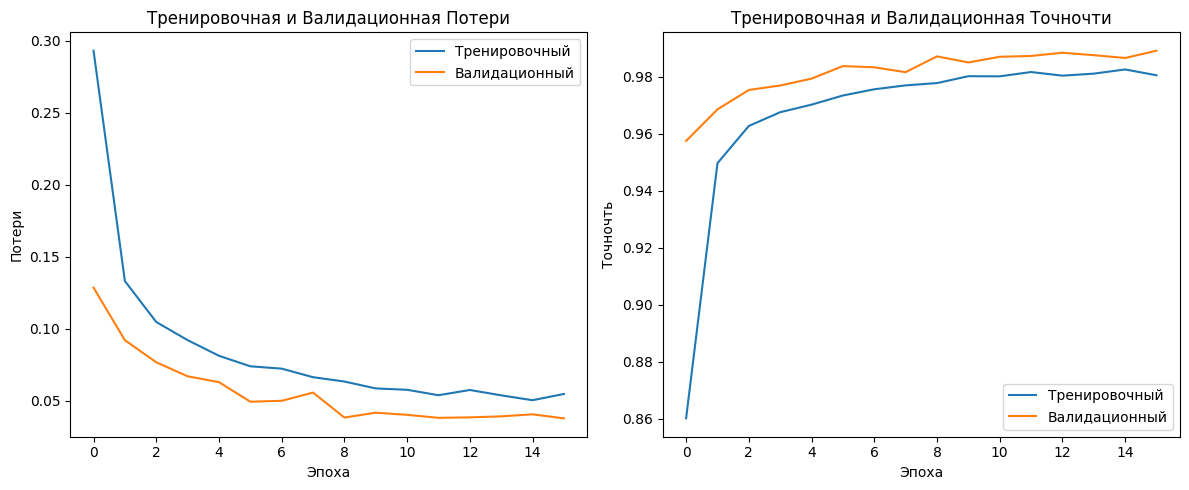 Тренировочная и Валидационная Потери
Потери
0.30
0.25
0.20
0.15
0.10
0.05
0 2 4 6 8 10 12 14
Эпоха
Тренировочный
Валидационный
Тренировочная и Валидационная Точночти
Точночть
0.98
0.96
0.94
0.92
0.90
0.88
0.86
0 2 4 6 8 10 12 14
Эпоха
Тренировочный
Валидационный